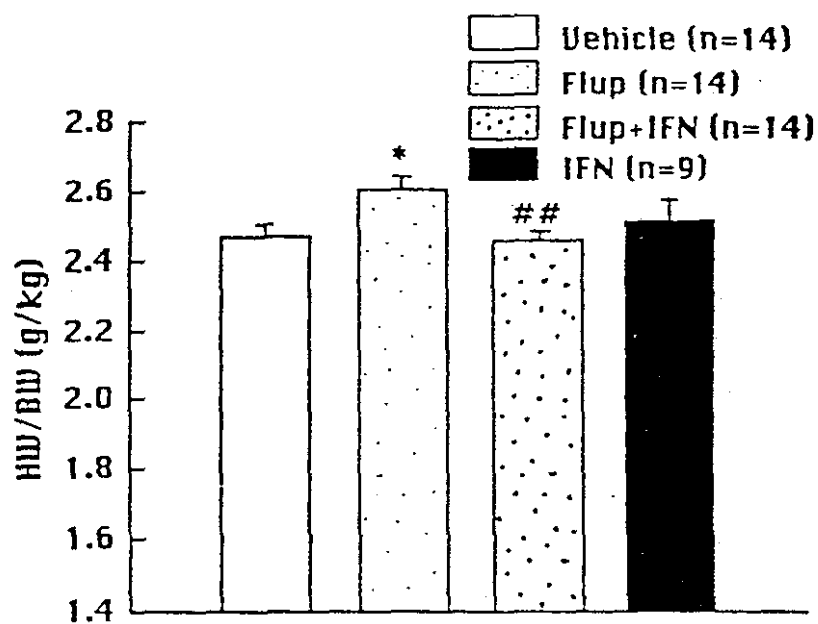 Vehicle (n=14)
Flup (n=14)
Flup+IFN (n=14)
IFN (n=9)
HW/BW (g/kg)
2.8
2.6
2.4
2.2
2.0
1.8
1.6
1.4
*
##